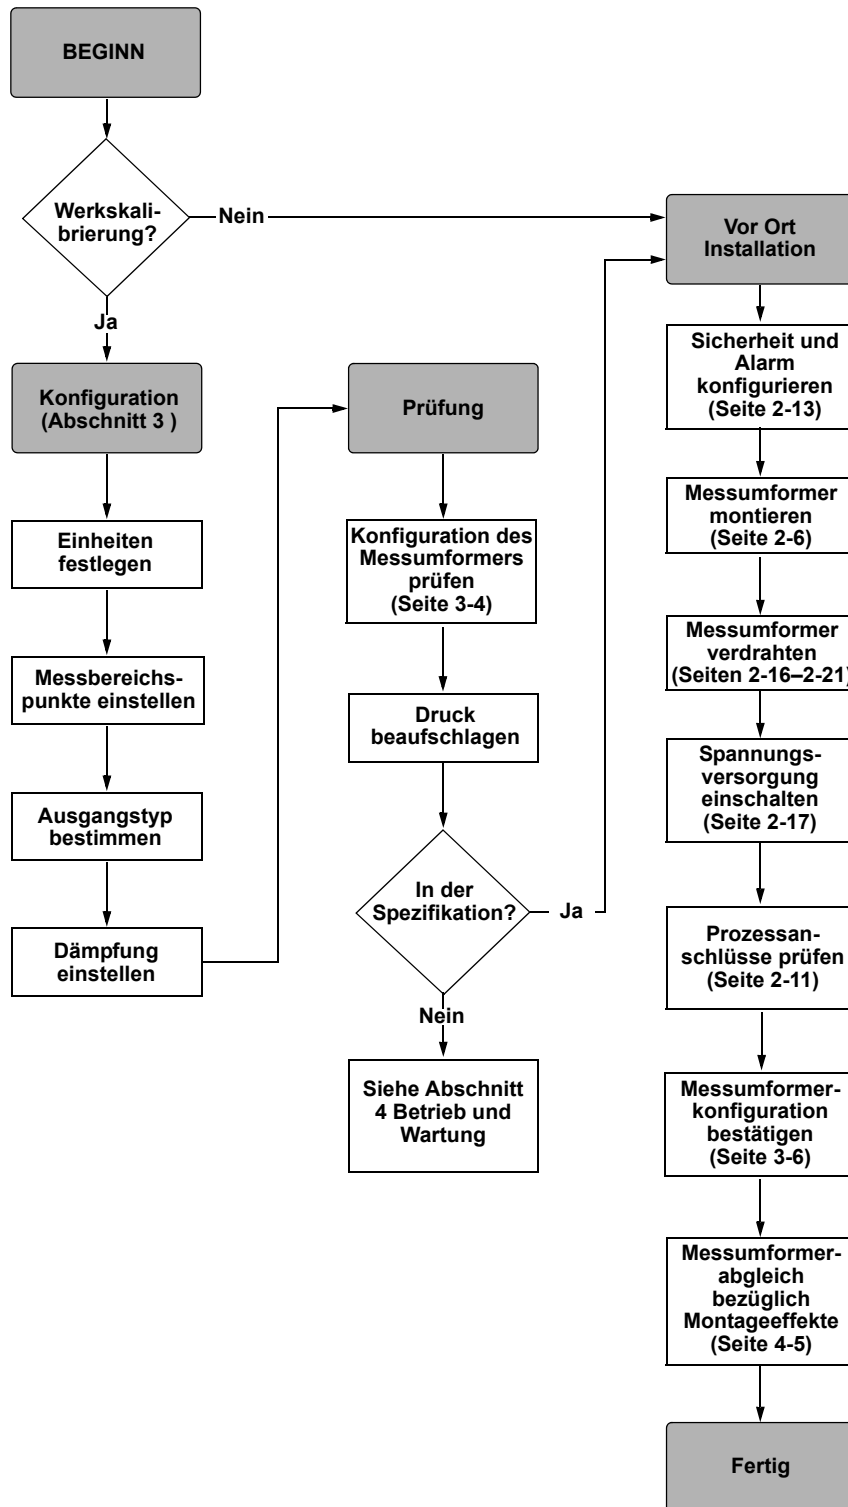 BEGINN
Werkskali-
brierung?
Nein
Ja
Konfiguration
(Abschnitt 3 )
Einheiten
festlegen
Messbereichs-
punkte einstellen
Ausgangstyp
bestimmen
Dämpfung
einstellen
Prüfung
Konfiguration des
Messumformers
prüfen
(Seite 3-4)
Druck
beaufschlagen
In der
Spezifikation?
Ja
Nein
Siehe Abschnitt
4 Betrieb und
Wartung
Vor Ort
Installation
Sicherheit und
Alarm
konfigurieren
(Seite 2-13)
Messumformer
montieren
(Seite 2-6)
Messumformer
verdrahten
(Seiten 2-16–2-21)
Spannungs-
versorgung
einschalten
(Seite 2-17)
Prozessan-
schlüsse prüfen
(Seite 2-11)
Messumformer-
konfiguration
bestätigen
(Seite 3-6)
Messumformer-
abgleich
bezüglich
Montageeffekte
(Seite 4-5)
Fertig